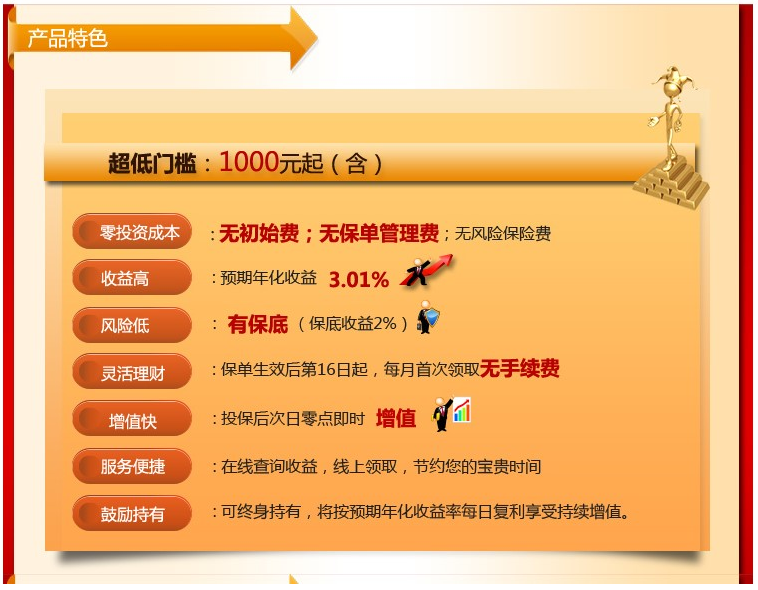 产品特色
超低门槛：1000元起（含）
零投资成本：无初始费；无保单管理费；无风险保险费
收益高：预期年化收益 3.01%
风险低：有保底（保底收益2%）
灵活理财：保单生效后第16日起，每月首次领取无手续费
增值快：投保后次日零点即时 增值
服务便捷：在线查询收益，线上领取，节约您的宝贵时间
鼓励持有：可终身持有，将按预期年化收益率每日复利享受持续增值。